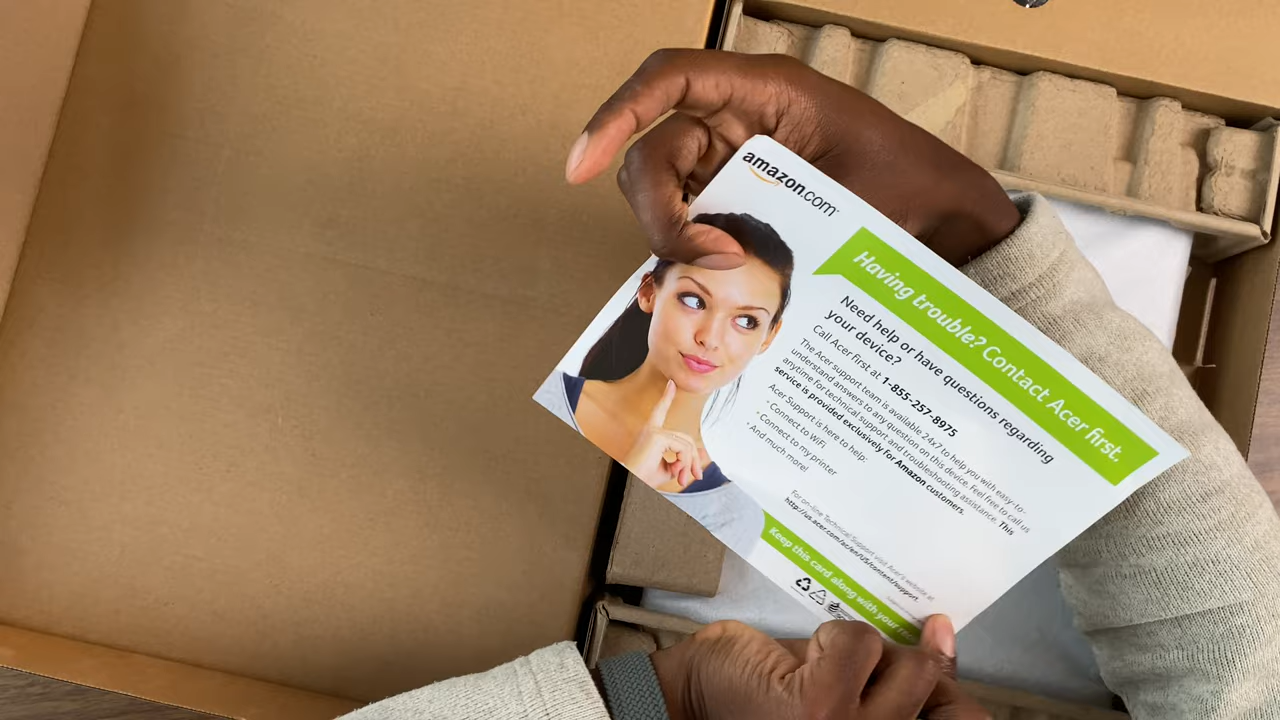 amazon.com
Having trouble? Contact Acer first.
Need help or have questions regarding
your device?
Call Acer first at 1-855-257-8975
The Acer support team is available 24x7 to help you with easy-to-
understand answers to any question on this device. Feel free to call us
anytime for technical support and troubleshooting assistance. This
service is provided exclusively for Amazon customers.
Acer Support is here to help:
• Connect to WiFi
• Connect to my printer
• And much more!
For on-line Technical Support visit Acer's website at
http://us.acer.com/ac/en/US/content/support.
Keep this card along with your